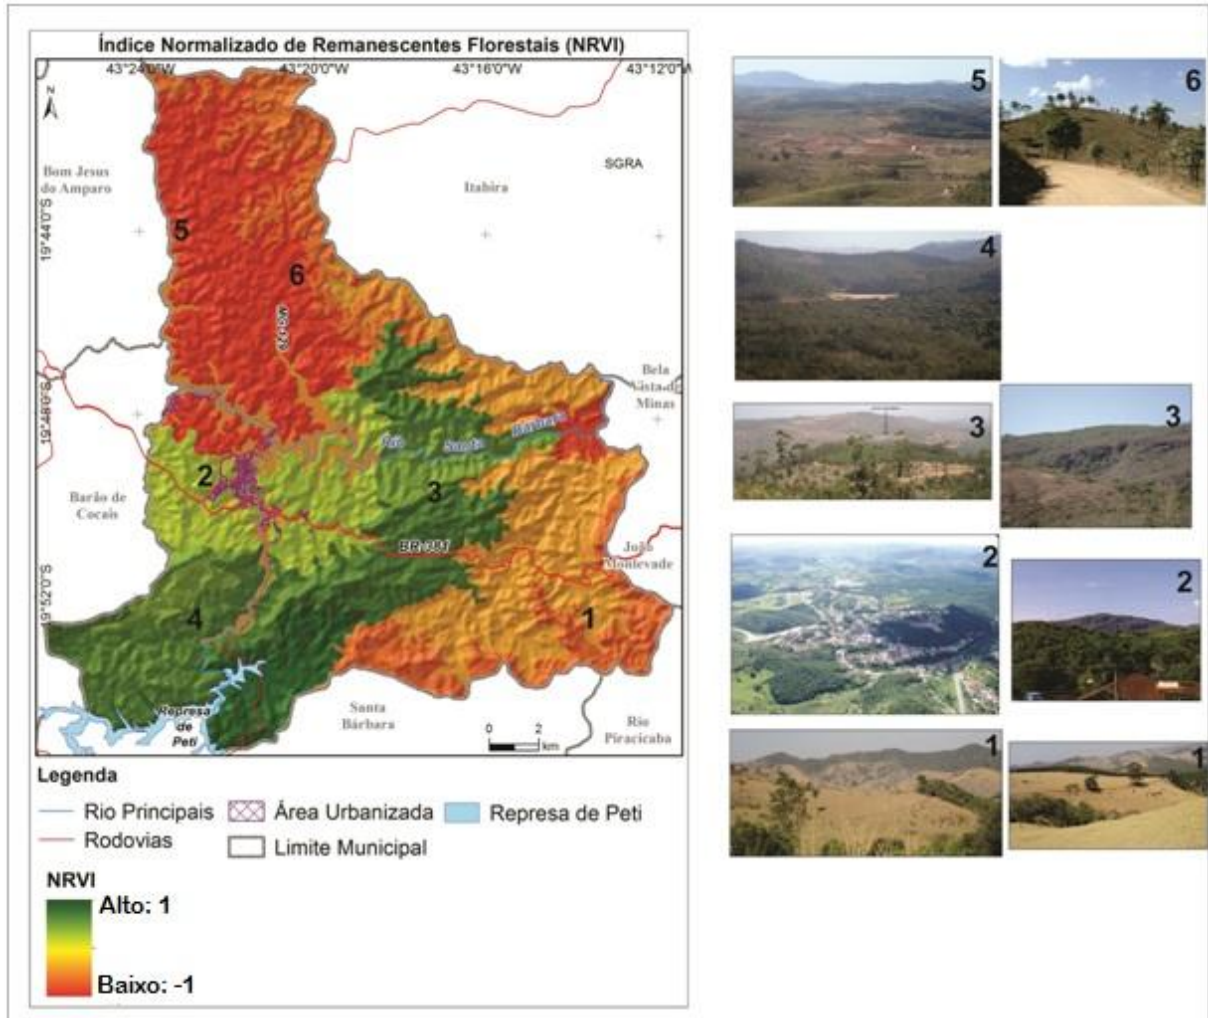 Índice Normalizado de Remanescentes Florestais (NRVI)
43°24'0"W
43°20'0"W
43°16'0"W
43°12'0"W
N
SGRA
Bom Jesus
do Amparo
Itabira
19°44'0"S
5
6
MG-129
Bela
Vista de
Minas
19°48'0"S
Rio
Santa
Bárbara
2
3
Barão de
Cocais
BR-381
João
Monlevade
19°52'0"S
4
1
Represa
de
Peti
Santa
Bárbara
0 2
km
Rio
Piracicaba
Legenda
Rio Principais
Área Urbanizada
Represa de Peti
Rodovias
Limite Municipal
NRVI
Alto: 1
Baixo: -1
5
6
4
3
3
2
2
1
1